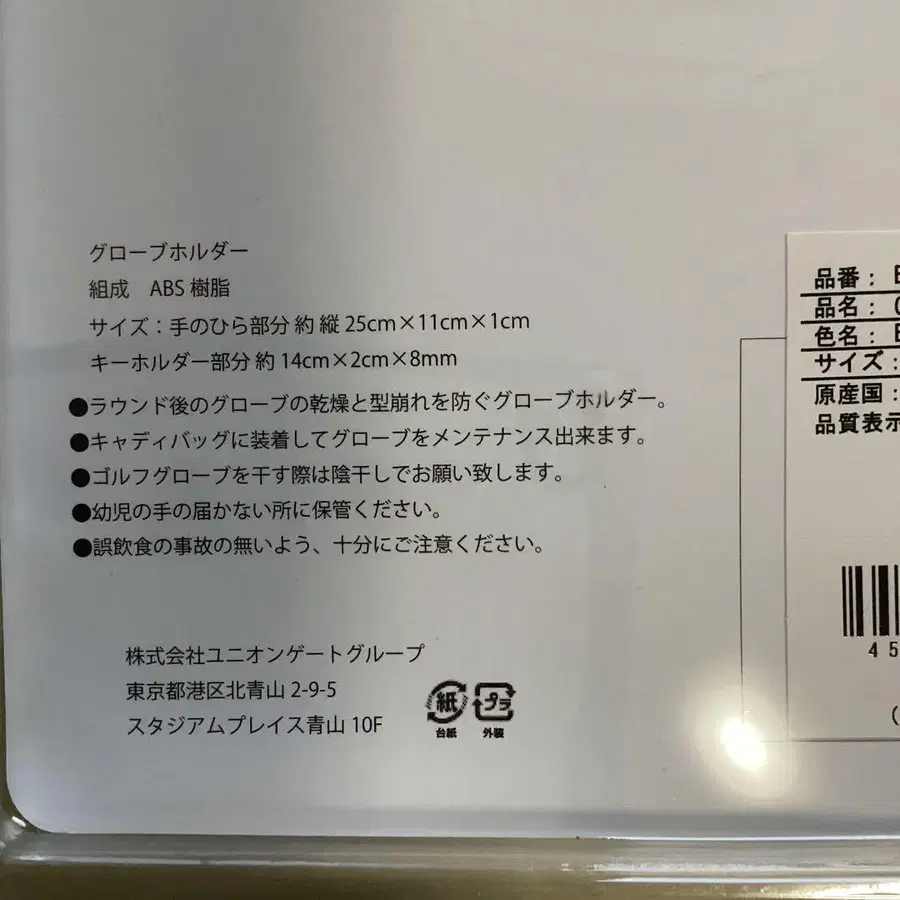 グローブホルダー
組成　ABS 樹脂
サイズ：手のひら部分 約 縦 25cm×11cm×1cm
キーホルダー部分 約 14cm×2cm×8mm
●ラウンド後のグローブの乾燥と型崩れを防ぐグローブホルダー。
●キャディバッグに装着してグローブをメンテナンス出来ます。
●ゴルフグローブを干す際は陰干しでお願い致します。
●幼児の手の届かない所に保管ください。
●誤飲食の事故の無いよう、十分にご注意ください。
株式会社ユニオンゲートグループ
東京都港区北青山 2-9-5
スタジアムプレイス青山 10F
紙 プラ
台紙 外装
品番：
品名：
色名：
サイズ：
原産国：
品質表示
45